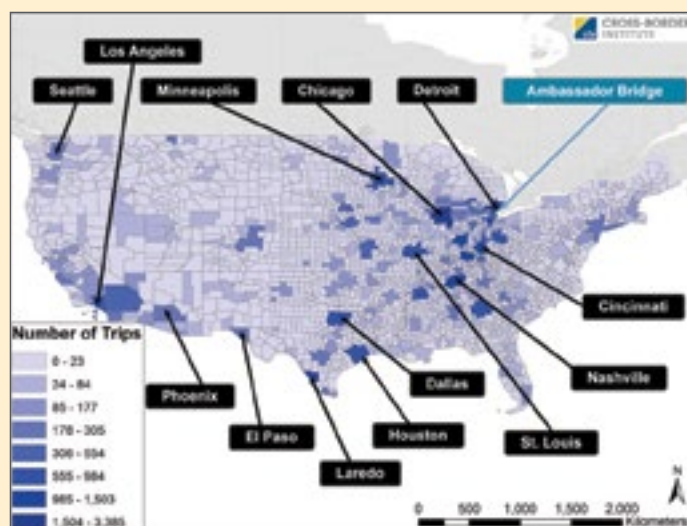 CROSS-BORDER
INSTITUTE
Los Angeles
Seattle
Minneapolis
Chicago
Detroit
Ambassador Bridge
Number of Trips
0 - 23
24 - 84
85 - 177
178 - 305
306 - 554
555 - 984
985 - 1,503
1,504 - 3,385
Phoenix
El Paso
Laredo
Houston
Dallas
St. Louis
Nashville
Cincinnati
N
0 500 1,000 1,500 2,000
Kilometers